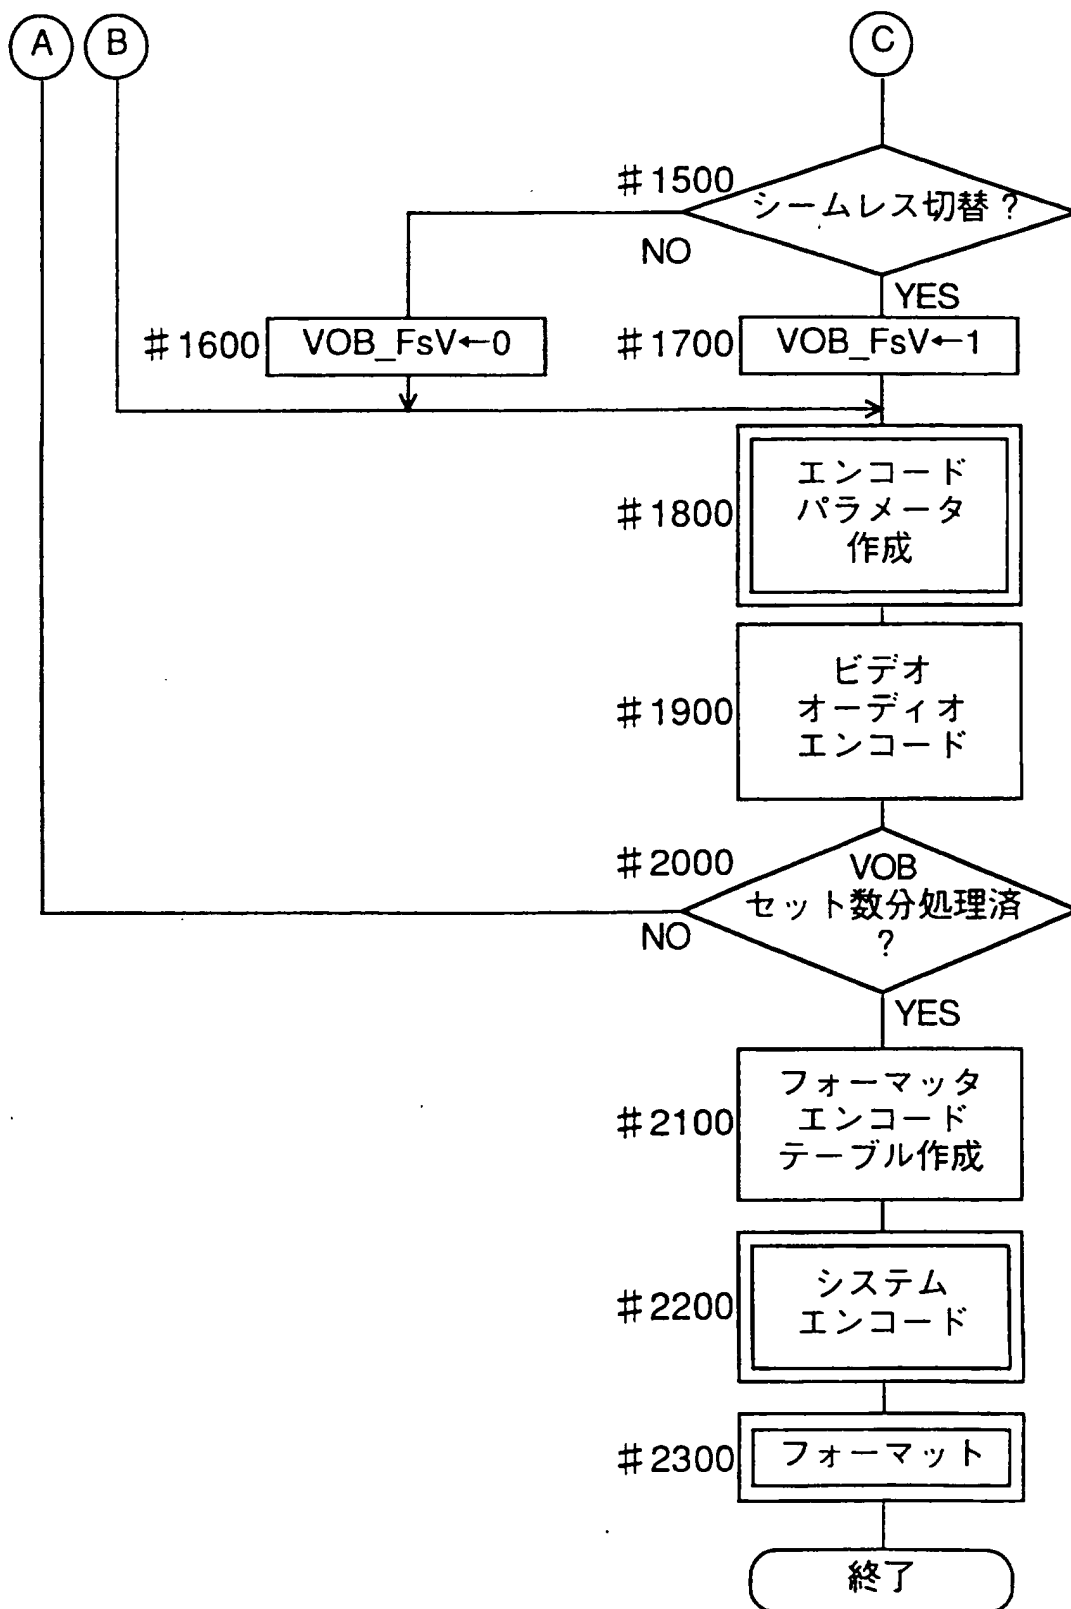 A
B
C
#1500
シームレス切替?
NO
YES
#1600
VOB_FsV←0
#1700
VOB_FsV←1
#1800
エンコード
パラメータ
作成
#1900
ビデオ
オーディオ
エンコード
#2000
VOB
セット数分処理済
?
NO
YES
#2100
フォーマッタ
エンコード
テーブル作成
#2200
システム
エンコード
#2300
フォーマット
終了